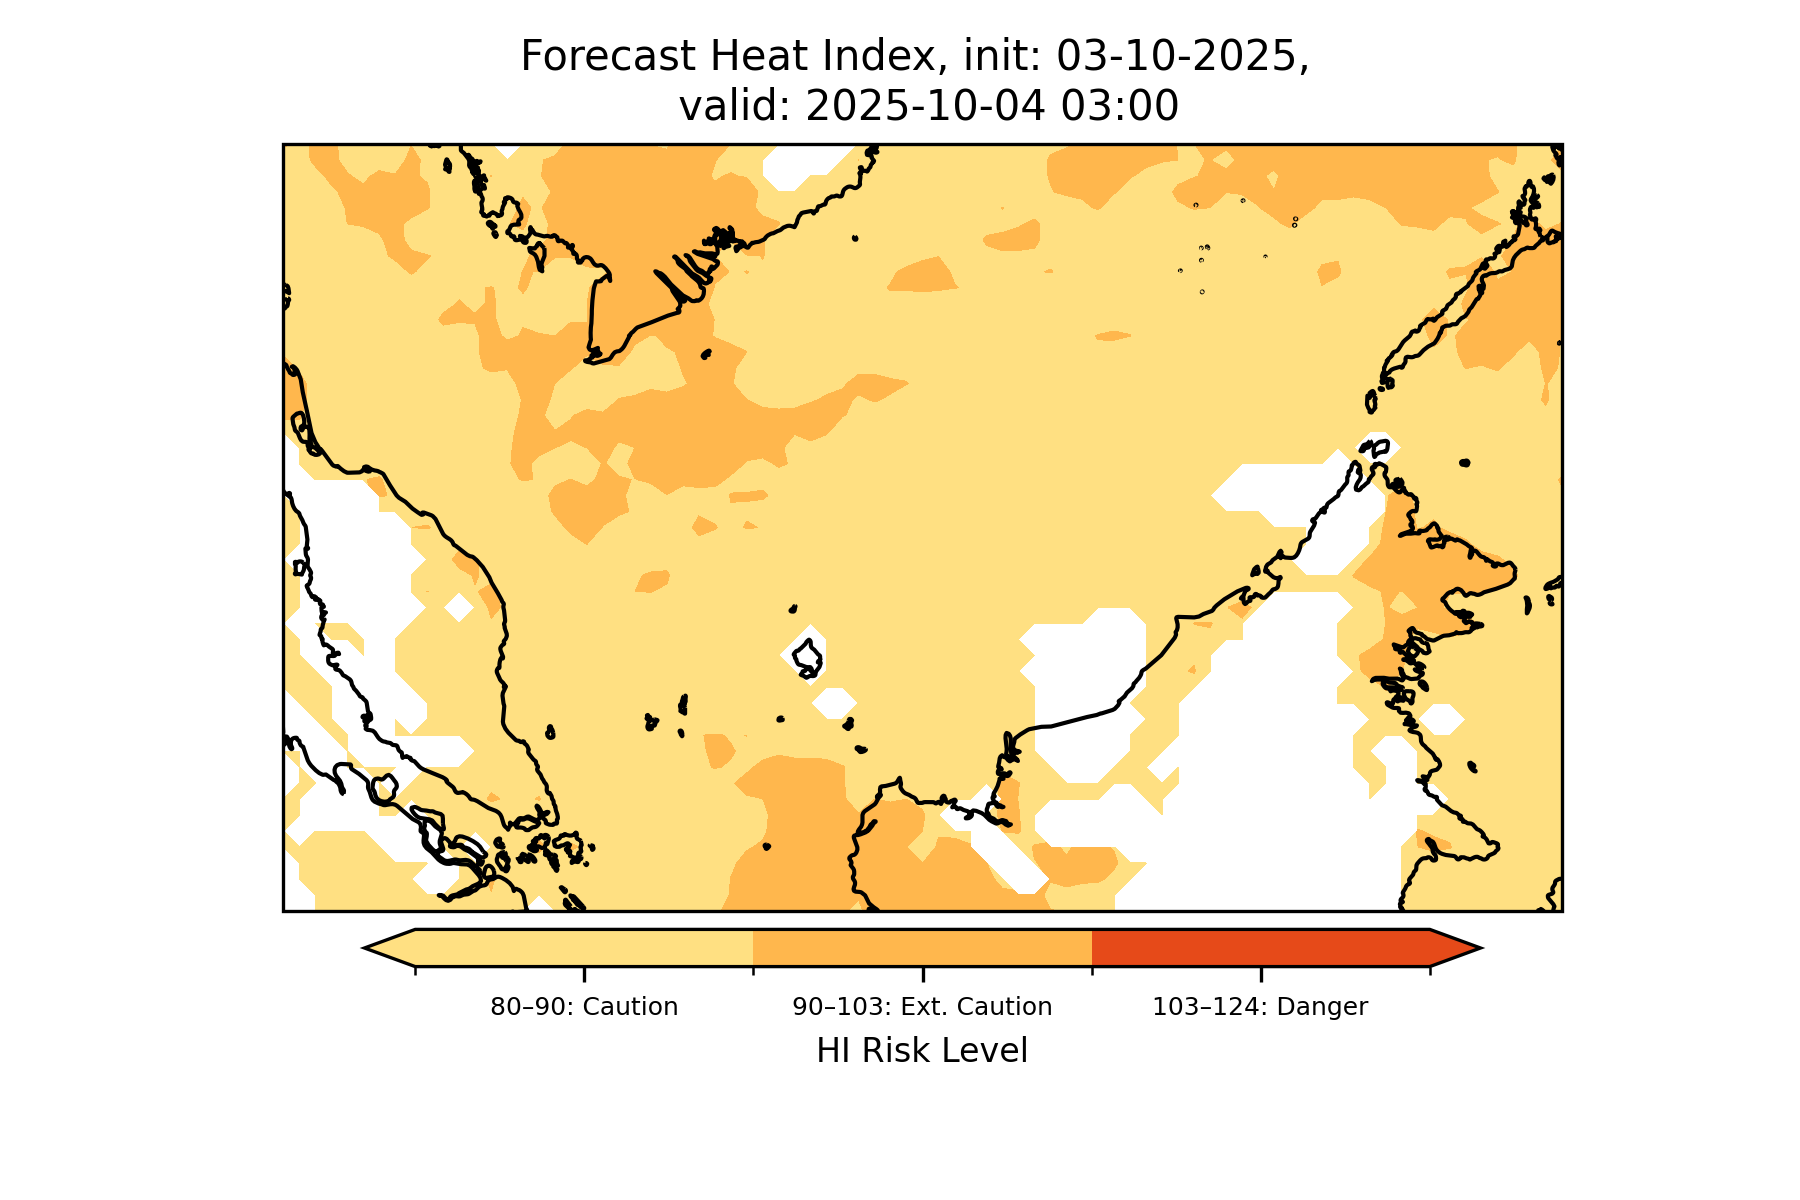 Forecast Heat Index, init: 03-10-2025,
valid: 2025-10-04 03:00
80–90: Caution
90–103: Ext. Caution
103–124: Danger
HI Risk Level